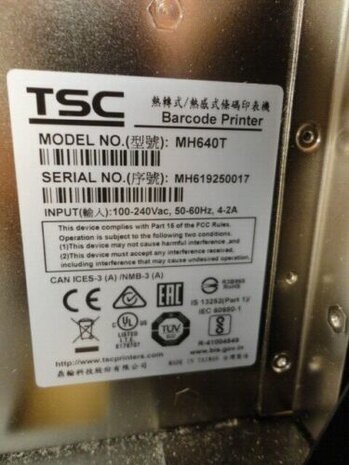 TSC
熱轉式/熱感式條碼印表機
Barcode Printer
MODEL NO.(型號): MH640T
SERIAL NO.(序號): MH619250017
INPUT(輸入):100-240Vac, 50-60Hz, 4-2A
This device complies with Part 15 of the FCC Rules.
Operation is subject to the following two conditions.
(1)This device may not cause harmful interference ,and
(2)This device must accept any interference received,
including interference that may cause undesired operation.
CAN ICES-3 (A) /NMB-3 (A)
CE
EAC
RoHS
IS 13252(Part 1)/
IEC 60950-1
UL
LISTED
I.T.E.
TUV
R-41004849
www.bis.gov.in
http://www.tscprinters.com
MADE IN TAIWAN